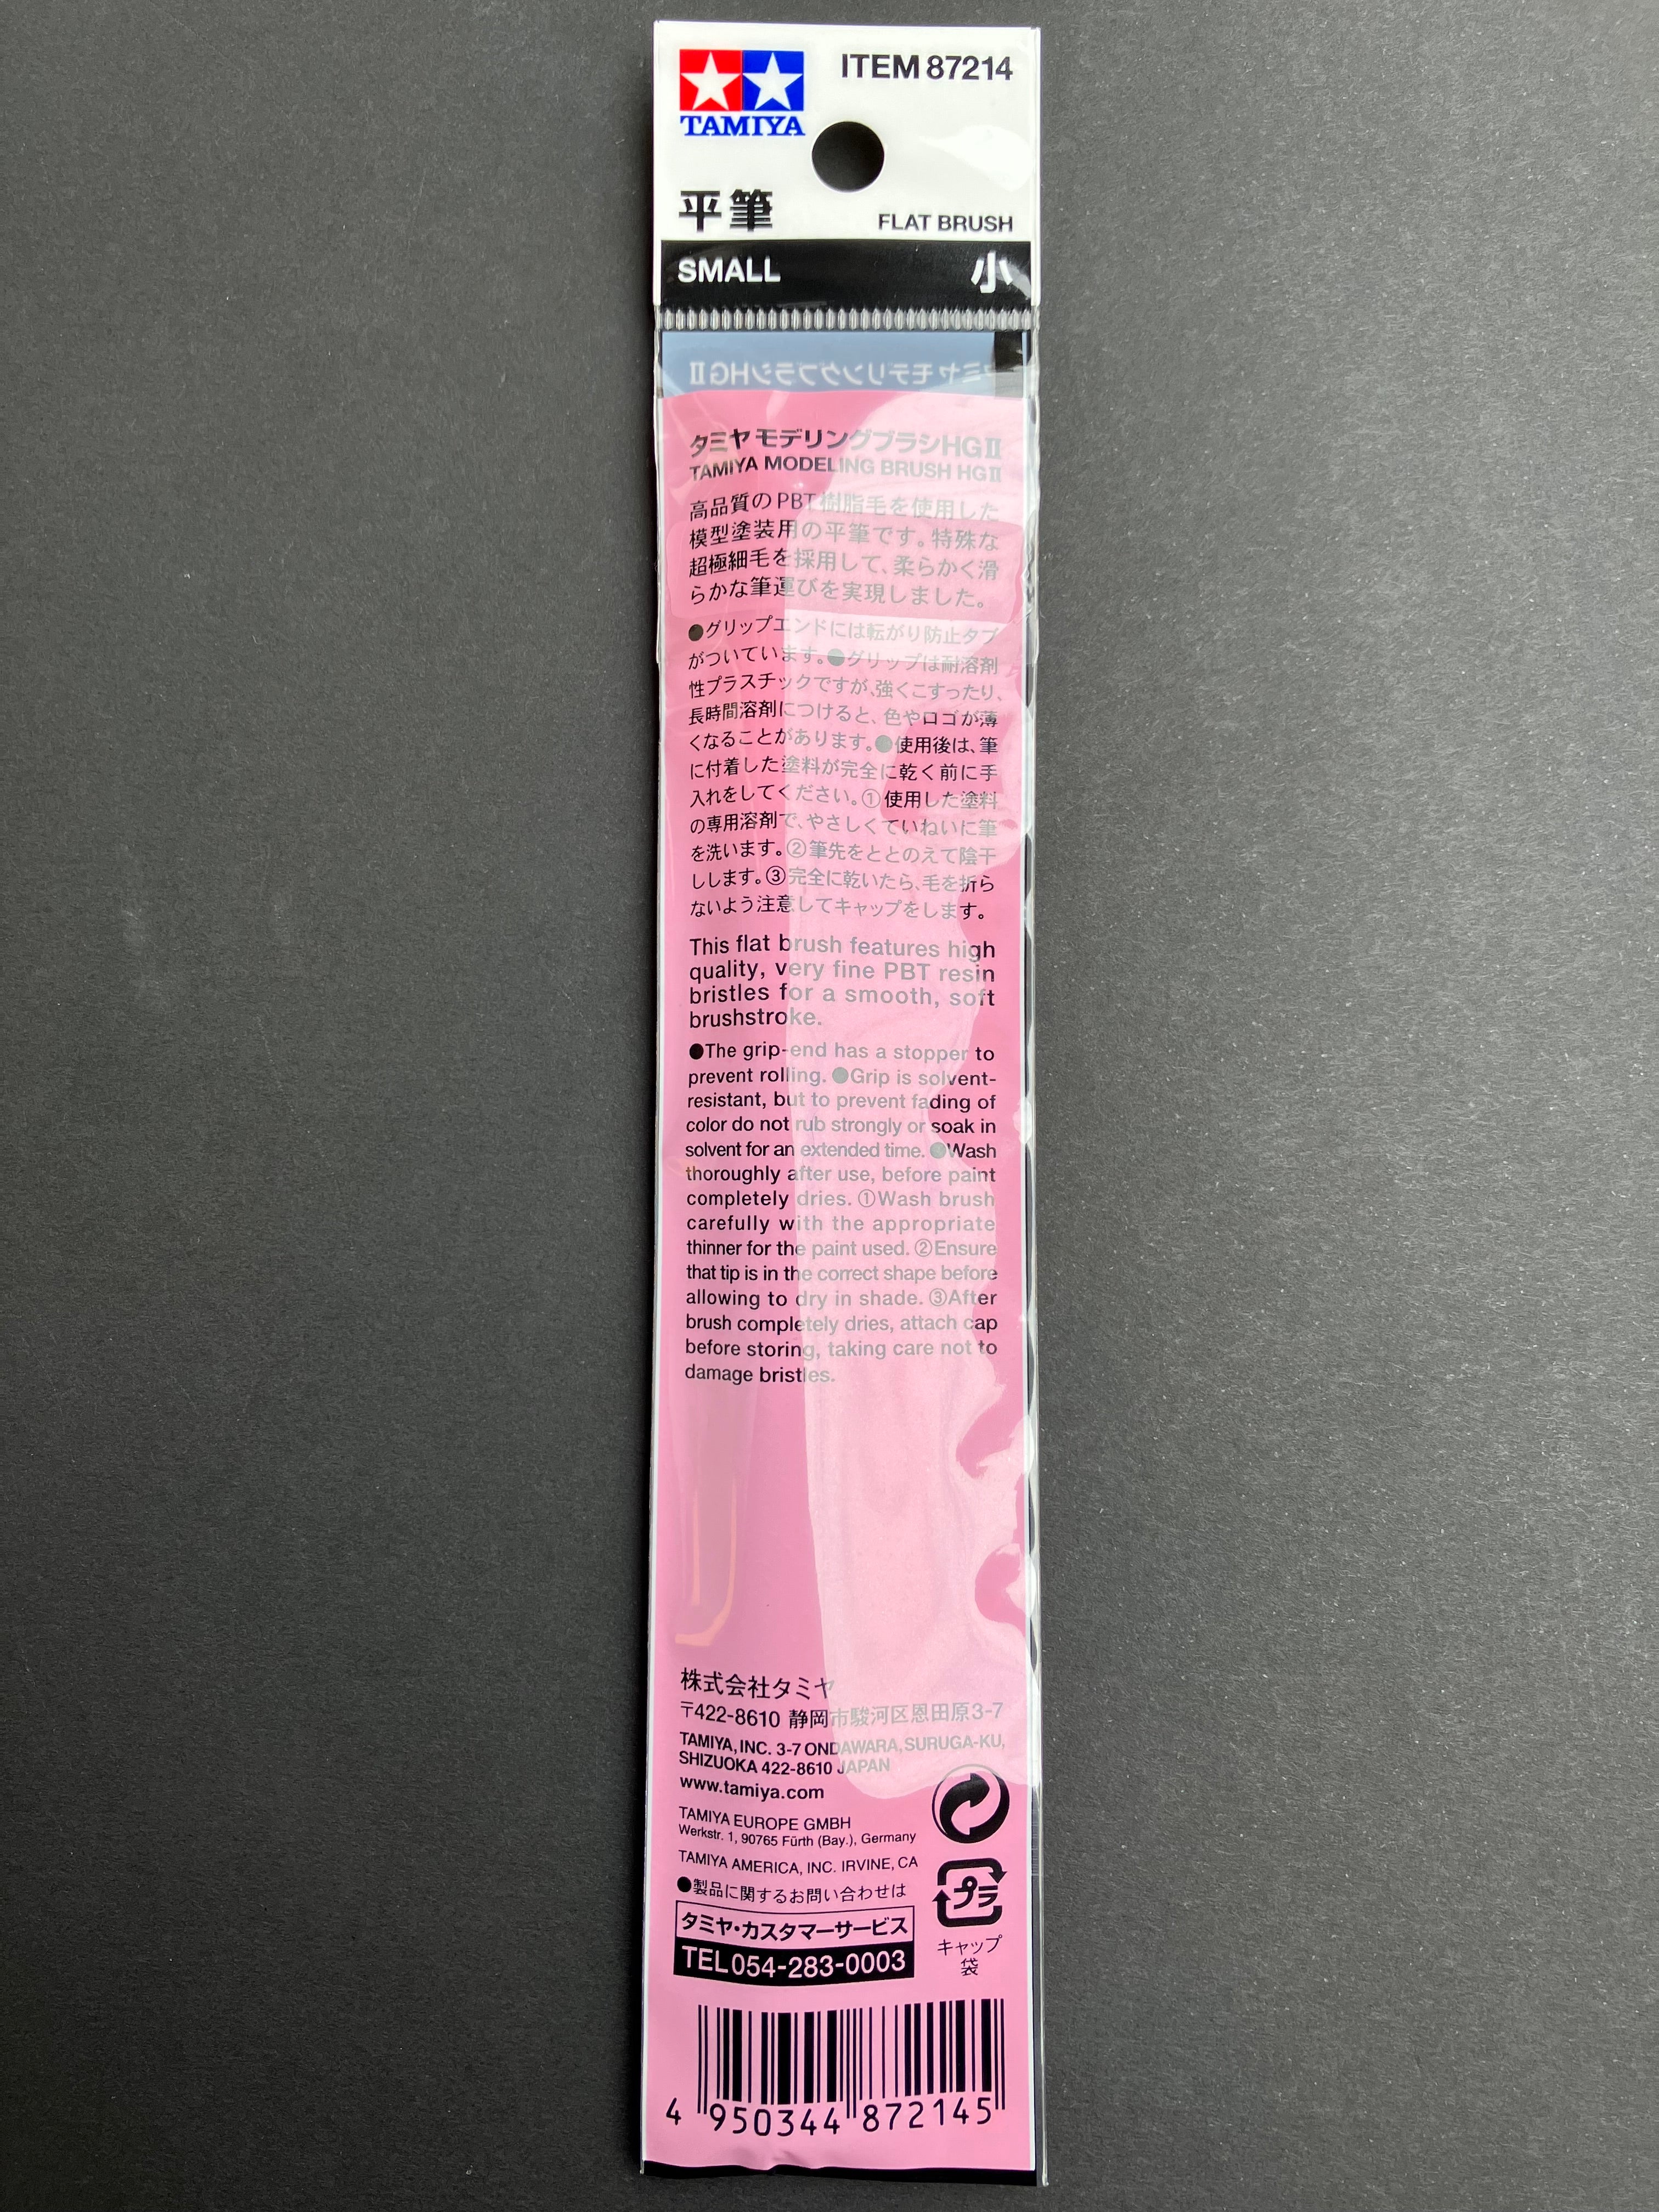 TAMIYA
ITEM 87214
平筆
FLAT BRUSH
SMALL 小
タミヤモデリングブラシHGⅡ
タミヤ モデリングブラシHGⅡ
TAMIYA MODELING BRUSH HGⅡ
高品質のPBT樹脂毛を使用した
模型塗装用の平筆です。特殊な
超極細毛を採用して、柔らかく滑
らかな筆運びを実現しました。
●グリップエンドには転がり防止タブ
がついています。●グリップは耐溶剤
性プラスチックですが、強くこすったり、
長時間溶剤につけると、色やロゴが薄
くなることがあります。●使用後は、筆
に付着した塗料が完全に乾く前に手
入れをしてください。①使用した塗料
の専用溶剤で、やさしくていねいに筆
を洗います。②筆先をととのえて陰干
しします。③完全に乾いたら、毛を折ら
ないよう注意してキャップをします。
This flat brush features high
quality, very fine PBT resin
bristles for a smooth, soft
brushstroke.
●The grip-end has a stopper to
prevent rolling. ●Grip is solvent-
resistant, but to prevent fading of
color do not rub strongly or soak in
solvent for an extended time. ●Wash
thoroughly after use, before paint
completely dries. ①Wash brush
carefully with the appropriate
thinner for the paint used. ②Ensure
that tip is in the correct shape before
allowing to dry in shade. ③After
brush completely dries, attach cap
before storing, taking care not to
damage bristles.
株式会社タミヤ
〒422-8610 静岡市駿河区恩田原3-7
TAMIYA, INC. 3-7 ONDAWARA, SURUGA-KU,
SHIZUOKA 422-8610 JAPAN
www.tamiya.com
TAMIYA EUROPE GMBH
Werkstr. 1, 90765 Fürth (Bay.), Germany
TAMIYA AMERICA, INC. IRVINE, CA
●製品に関するお問い合わせは
タミヤ・カスタマーサービス
TEL 054-283-0003
プラ
キャップ
袋
4 950344 872145